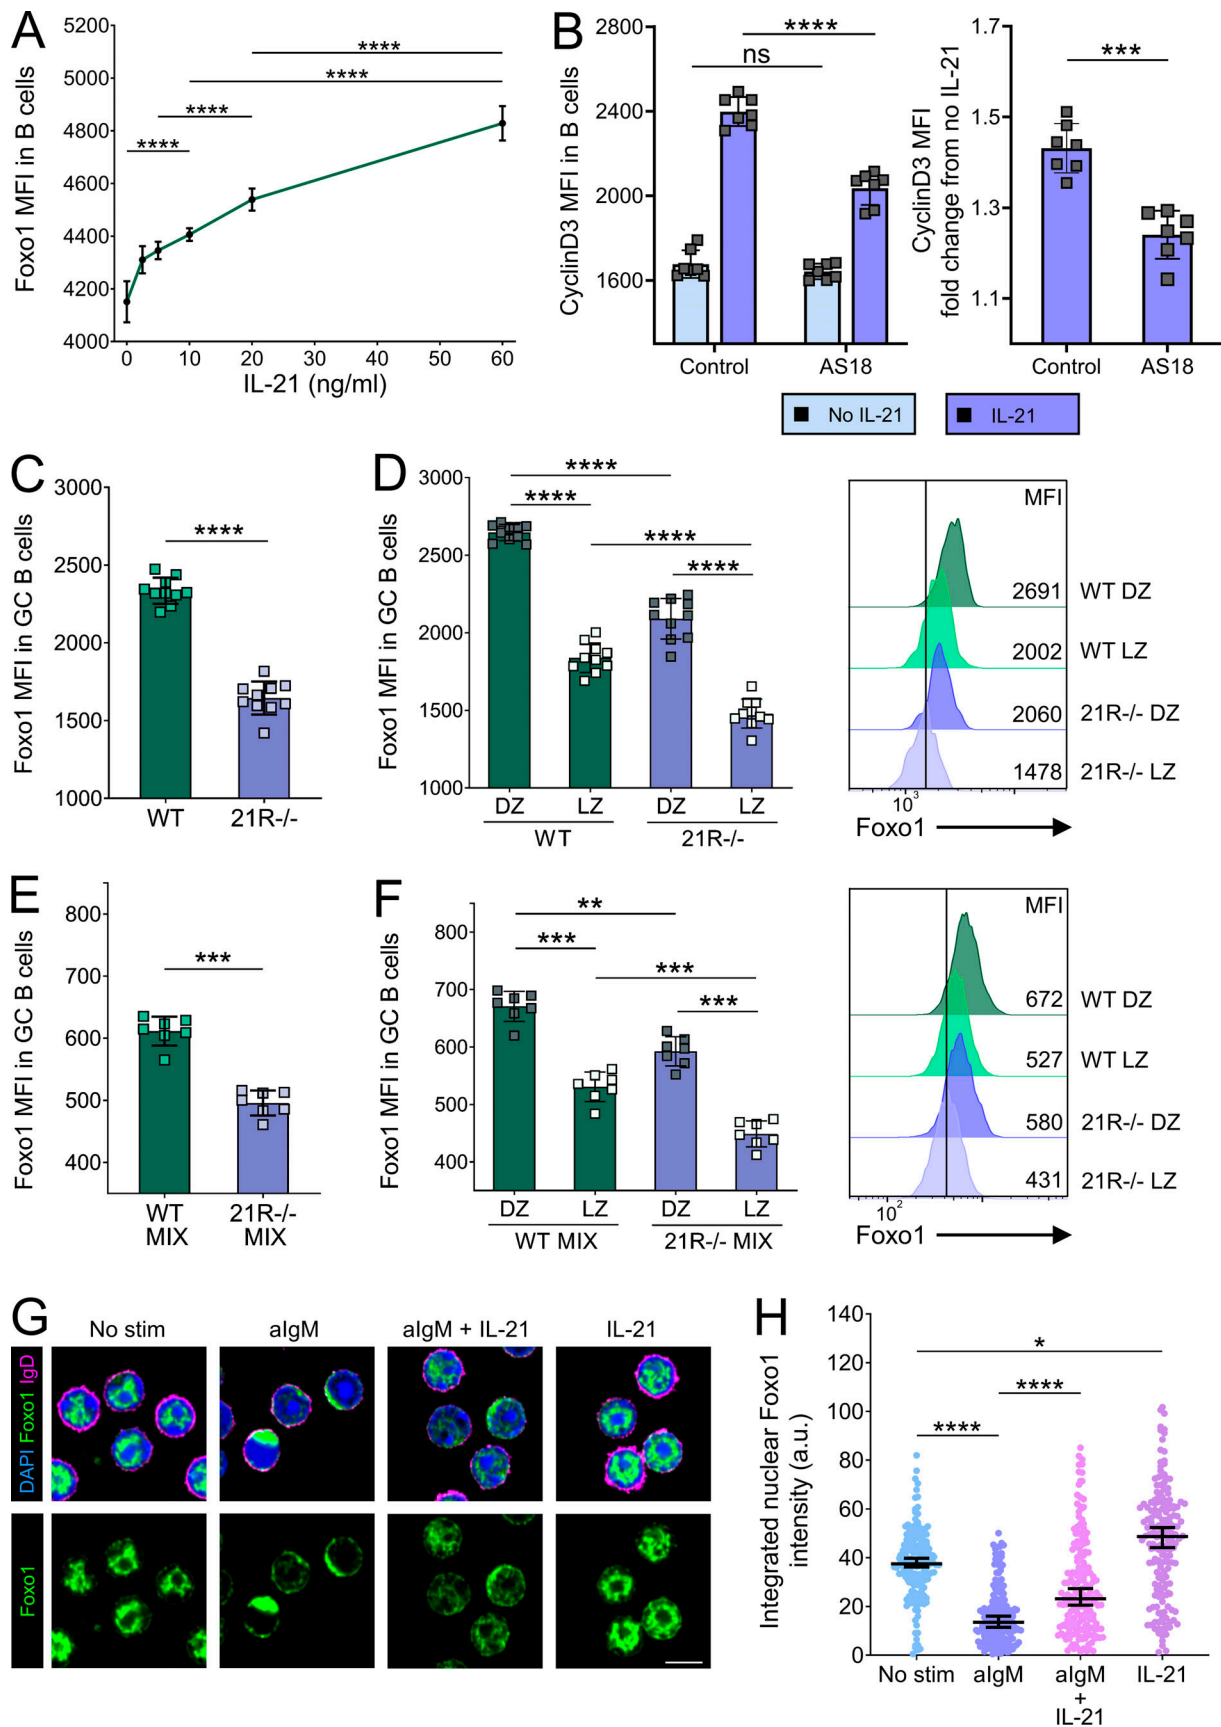 A
Foxo1 MFI in B cells
5200
5000
4800
4600
4400
4200
4000
****
****
****
****
0 10 20 30 40 50 60
IL-21 (ng/ml)
B
CyclinD3 MFI in B cells
2800
2400
2000
1600
****
ns
Control AS18
CyclinD3 MFI
fold change from no IL-21
1.7
1.5
1.3
1.1
***
Control AS18
No IL-21
IL-21
C
Foxo1 MFI in GC B cells
3000
2500
2000
1500
1000
****
WT 21R-/-
D
Foxo1 MFI in GC B cells
3000
2500
2000
1500
1000
****
****
****
****
DZ LZ DZ LZ
WT 21R-/-
MFI
2691 WT DZ
2002 WT LZ
2060 21R-/- DZ
1478 21R-/- LZ
10³
Foxo1
E
Foxo1 MFI in GC B cells
800
700
600
500
400
***
WT 21R-/-
MIX MIX
F
Foxo1 MFI in GC B cells
800
700
600
500
400
**
***
***
***
DZ LZ DZ LZ
WT MIX 21R-/- MIX
MFI
672 WT DZ
527 WT LZ
580 21R-/- DZ
431 21R-/- LZ
10²
Foxo1
G
No stim aIgM aIgM + IL-21 IL-21
DAPI Foxo1 IgD
Foxo1
H
Integrated nuclear Foxo1
intensity (a.u.)
140
120
100
80
60
40
20
0
*
****
****
No stim aIgM aIgM IL-21
+
IL-21